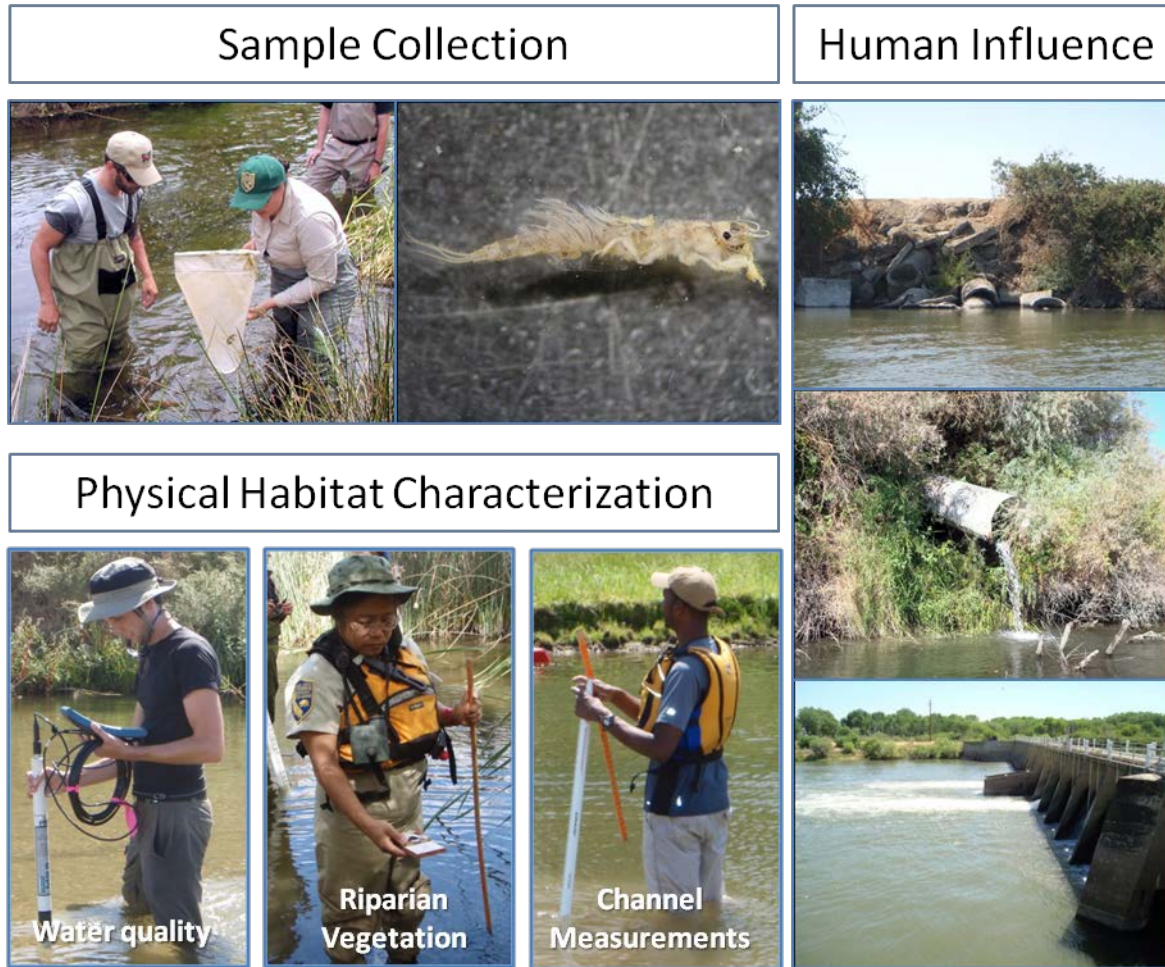 Sample Collection
Human Influence
Physical Habitat Characterization
Water quality
Riparian
Vegetation
Channel
Measurements